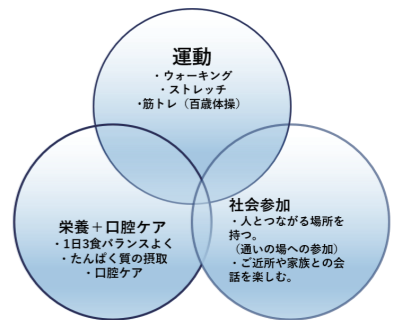 運動
・ウォーキング
・ストレッチ
・筋トレ（百歳体操）
栄養＋口腔ケア
・1日3食バランスよく
・たんぱく質の摂取
・口腔ケア
社会参加
・人とつながる場所を
持つ。
（通いの場への参加）
・ご近所や家族との会
話を楽しむ。